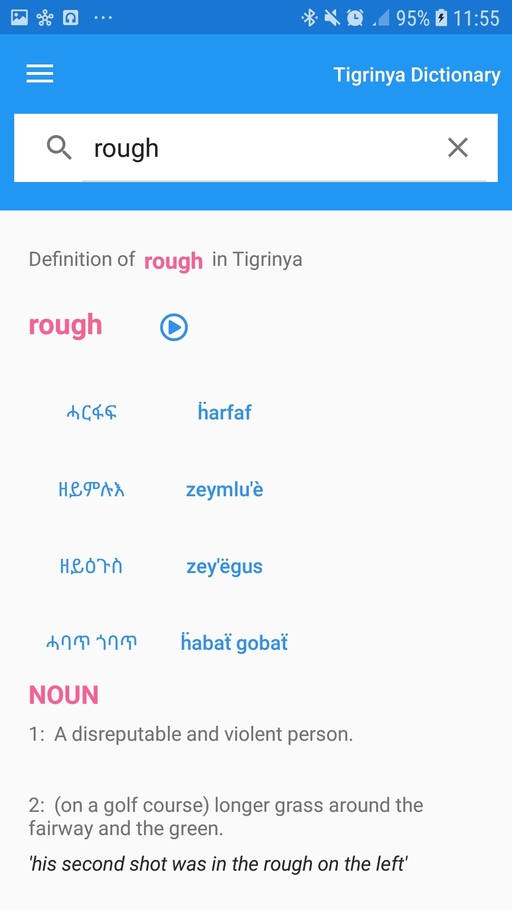 95% 11:55
Tigrinya Dictionary
rough
Definition of rough in Tigrinya
rough
ሓርፋፍ ḧarfaf
ዘይምሉእ zeymlu'è
ዘይዕጉስ zey'ëgus
ሓባጥ ጎባጥ ḧabaẗ gobaẗ
NOUN
1: A disreputable and violent person.
2: (on a golf course) longer grass around the
fairway and the green.
'his second shot was in the rough on the left'